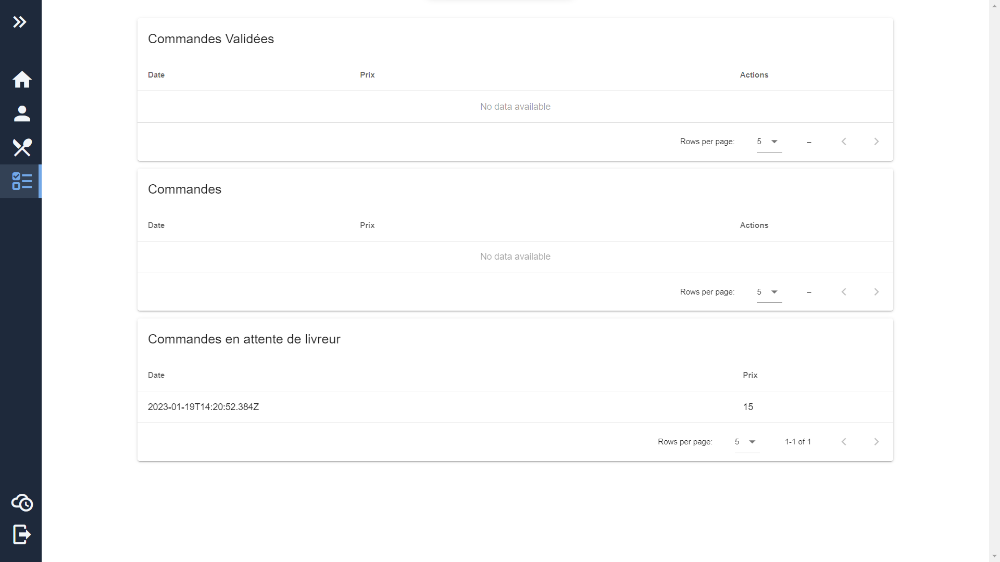 Commandes Validées
Date Prix Actions
No data available
Rows per page: 5 –
Commandes
Date Prix Actions
No data available
Rows per page: 5 –
Commandes en attente de livreur
Date Prix
2023-01-19T14:20:52.384Z 15
Rows per page: 5 1-1 of 1